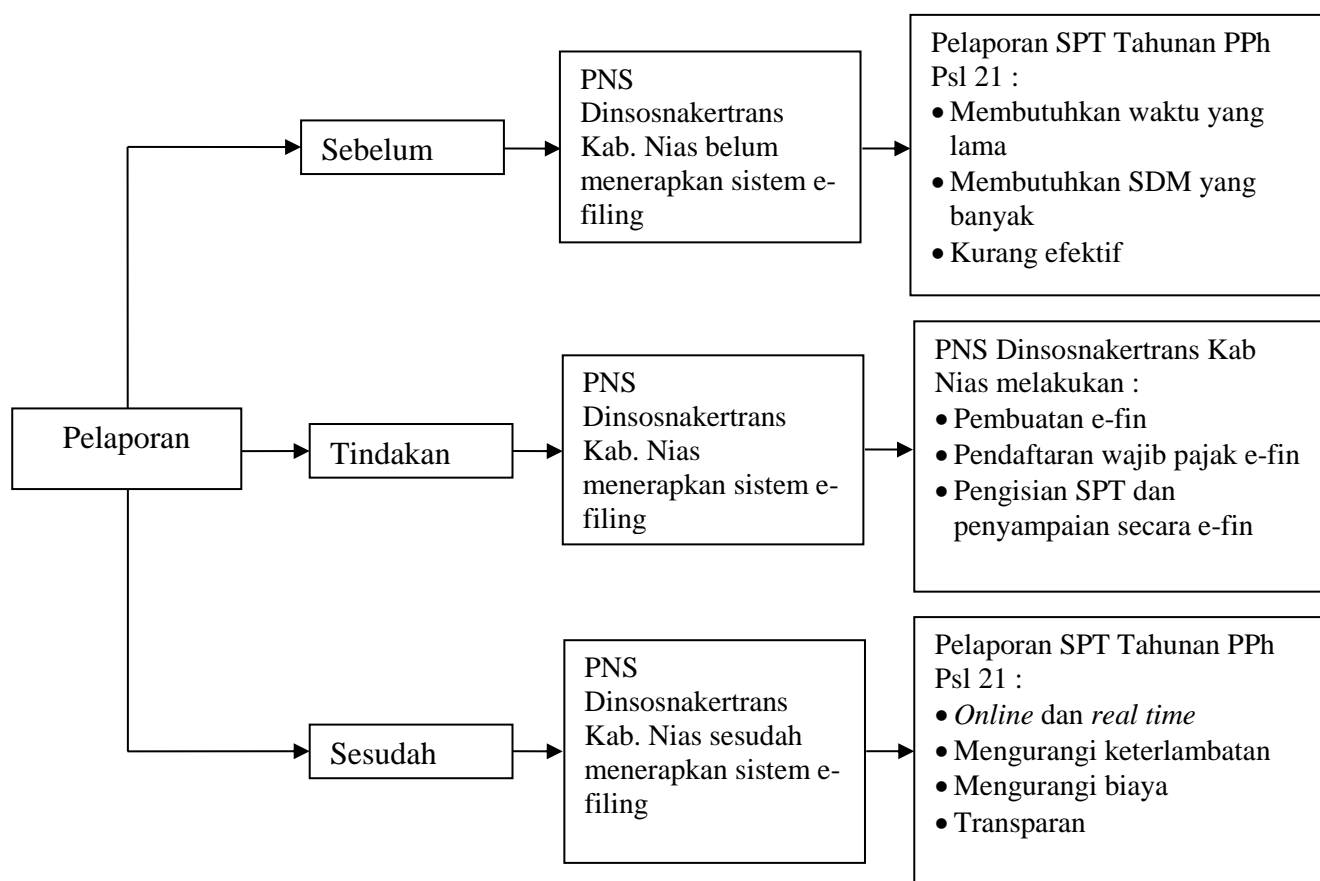 Pelaporan
Sebelum
PNS
Dinsosnakertrans
Kab. Nias belum
menerapkan sistem e-
filing
Pelaporan SPT Tahunan PPh
Psl 21 :
• Membutuhkan waktu yang
lama
• Membutuhkan SDM yang
banyak
• Kurang efektif
Tindakan
PNS
Dinsosnakertrans
Kab. Nias
menerapkan sistem e-
filing
PNS Dinsosnakertrans Kab
Nias melakukan :
• Pembuatan e-fin
• Pendaftaran wajib pajak e-fin
• Pengisian SPT dan
penyampaian secara e-fin
Sesudah
PNS
Dinsosnakertrans
Kab. Nias sesudah
menerapkan sistem e-
filing
Pelaporan SPT Tahunan PPh
Psl 21 :
• Online dan real time
• Mengurangi keterlambatan
• Mengurangi biaya
• Transparan